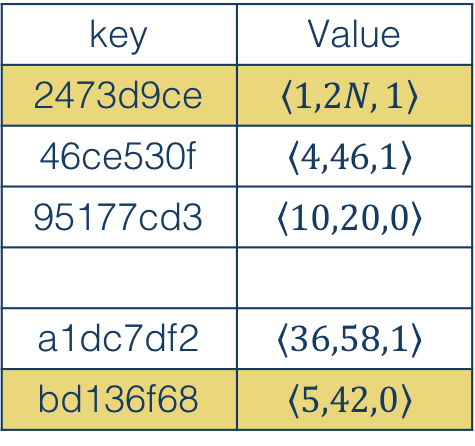 key Value
2473d9ce ⟨1,2N, 1⟩
46ce530f ⟨4,46,1⟩
95177cd3 ⟨10,20,0⟩
a1dc7df2 ⟨36,58,1⟩
bd136f68 ⟨5,42,0⟩